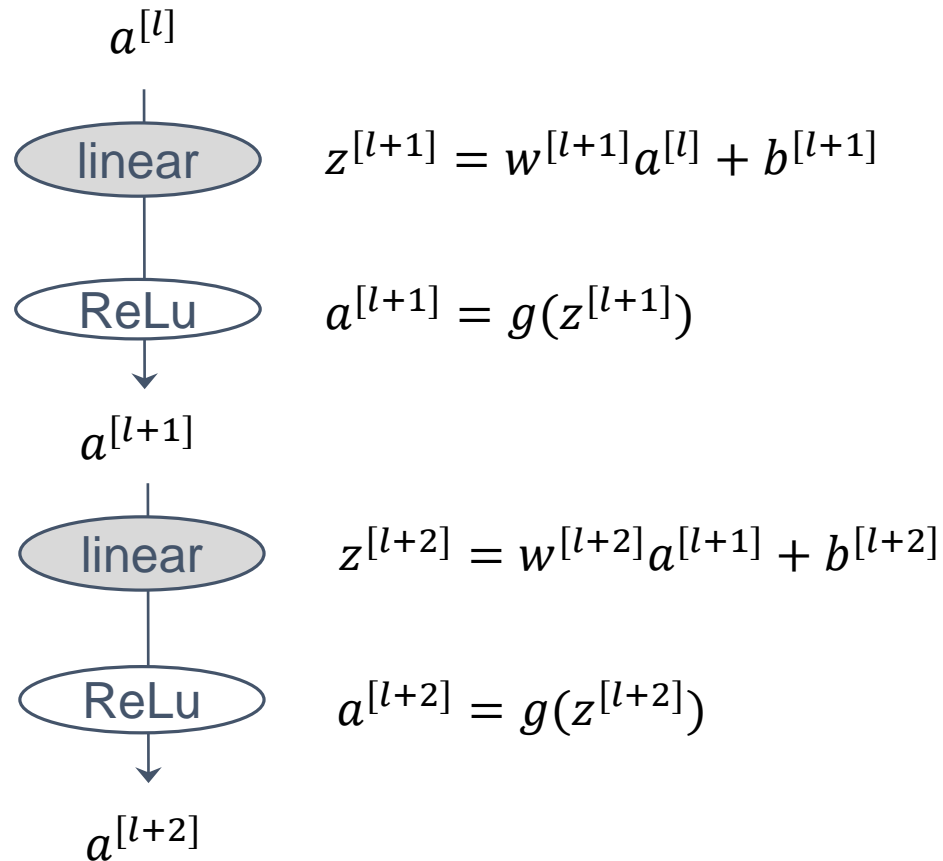 a^{[l]}
linear z^{[l+1]} = w^{[l+1]}a^{[l]} + b^{[l+1]}
ReLu a^{[l+1]} = g(z^{[l+1]})
a^{[l+1]}
linear z^{[l+2]} = w^{[l+2]}a^{[l+1]} + b^{[l+2]}
ReLu a^{[l+2]} = g(z^{[l+2]})
a^{[l+2]}